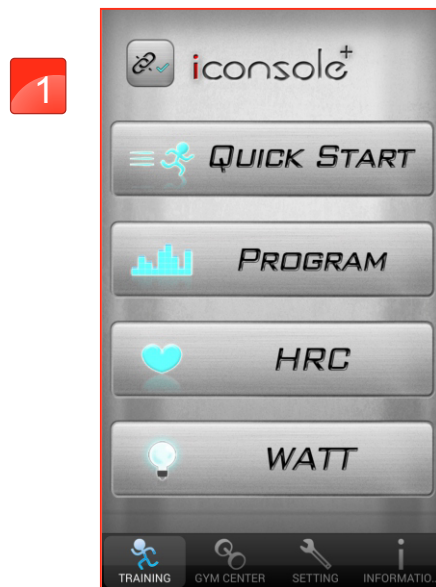 1
iconsole+
QUICK START
PROGRAM
HRC
WATT
TRAINING GYM CENTER SETTING INFORMATIO